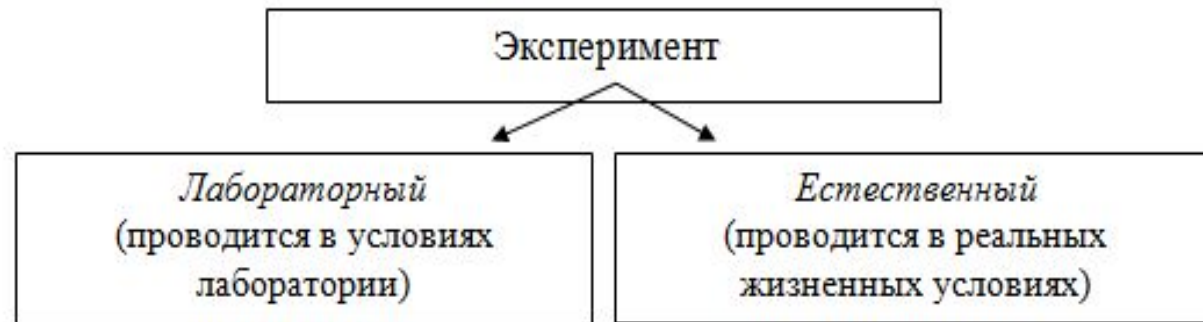 Эксперимент
Лабораторный
(проводится в условиях
лаборатории)
Естественный
(проводится в реальных
жизненных условиях)